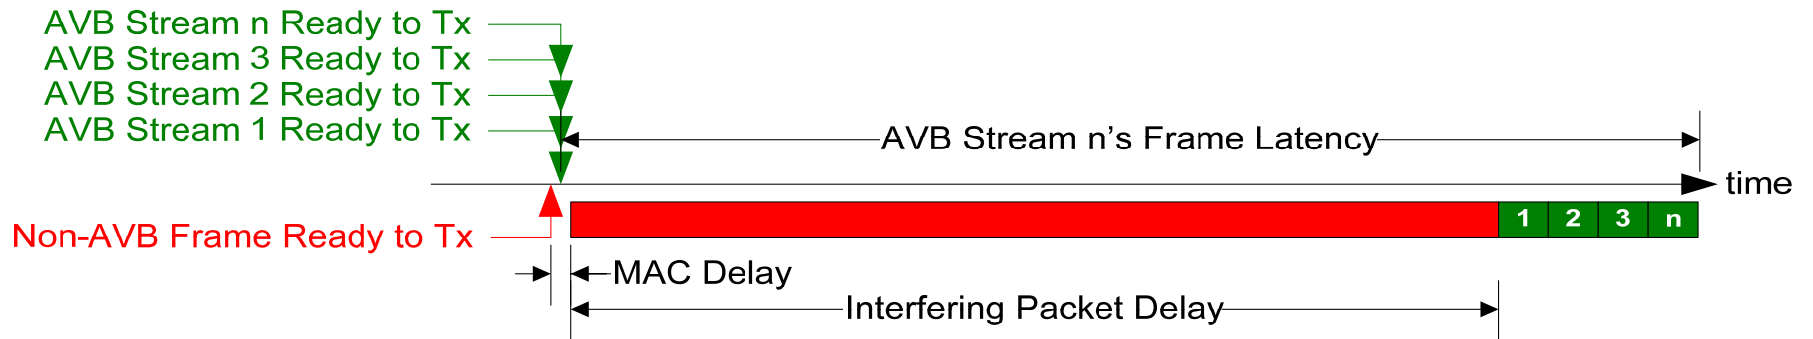 AVB Stream n Ready to Tx
AVB Stream 3 Ready to Tx
AVB Stream 2 Ready to Tx
AVB Stream 1 Ready to Tx
AVB Stream n’s Frame Latency
time
1 2 3 n
Non-AVB Frame Ready to Tx
MAC Delay
Interfering Packet Delay